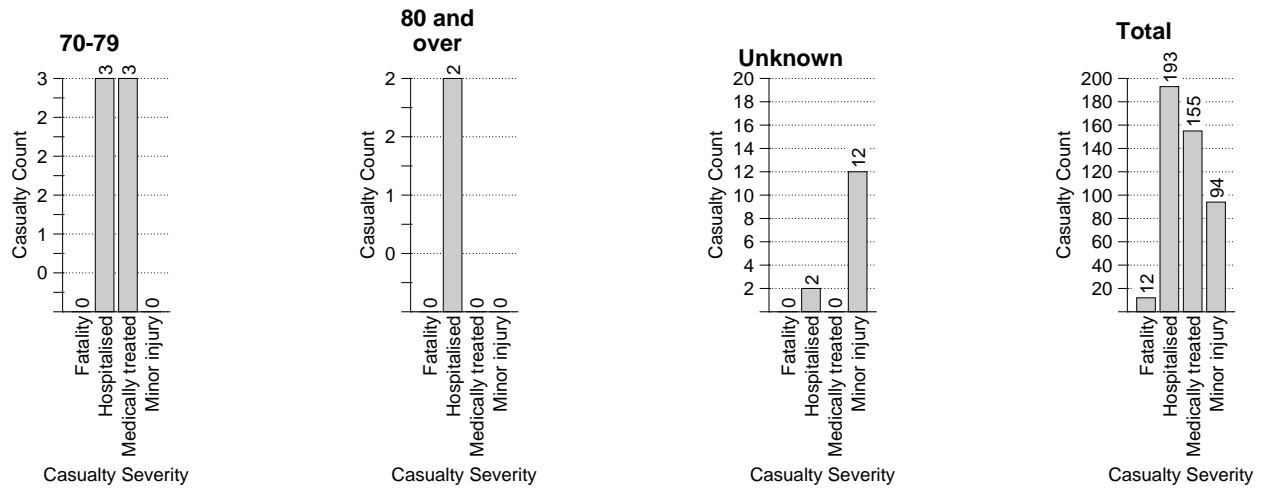 70-79
3
2
2
2
1
0
Casualty Count
0
3
3
0
Fatality
Hospitalised
Medically treated
Minor injury
Casualty Severity
80 and
over
2
2
1
0
Casualty Count
0
2
0
0
Fatality
Hospitalised
Medically treated
Minor injury
Casualty Severity
Unknown
20
18
16
14
12
10
8
6
4
2
Casualty Count
0
2
0
12
Fatality
Hospitalised
Medically treated
Minor injury
Casualty Severity
Total
200
180
160
140
120
100
80
60
40
20
Casualty Count
12
193
155
94
Fatality
Hospitalised
Medically treated
Minor injury
Casualty Severity